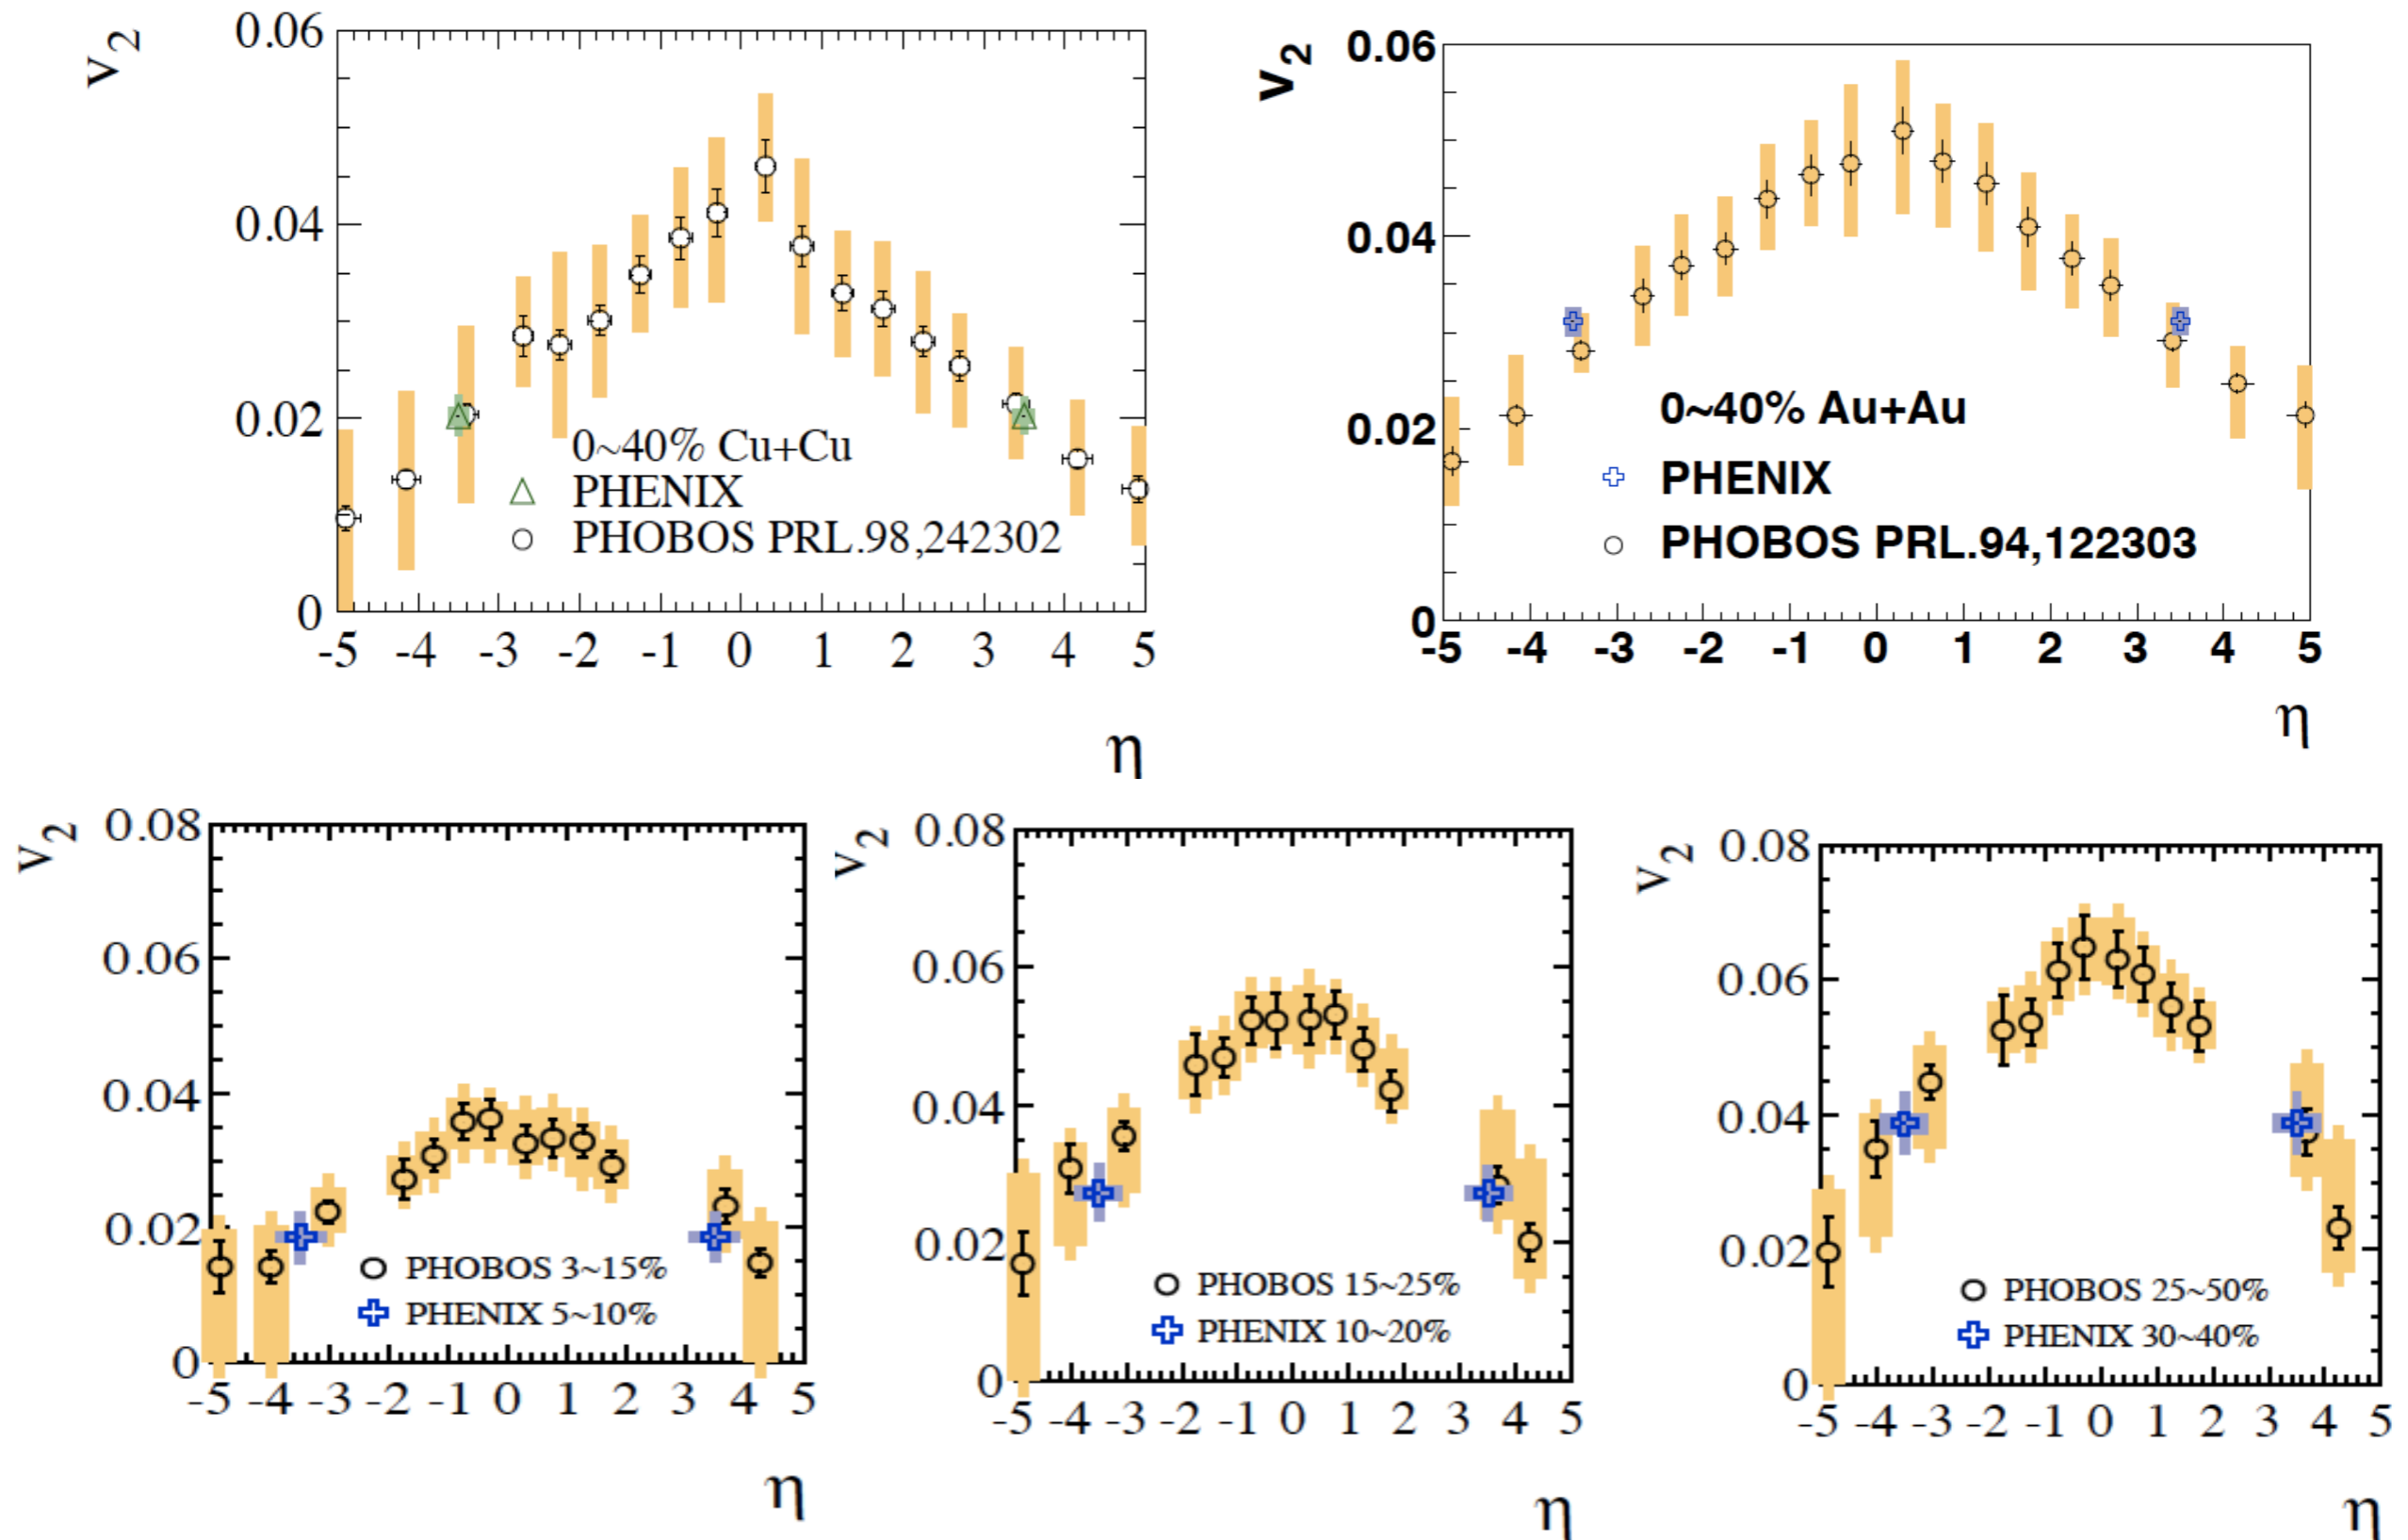 v2
0.06
0.04
0.02
0
-5 -4 -3 -2 -1 0 1 2 3 4 5
η
0~40% Cu+Cu
PHENIX
PHOBOS PRL.98,242302
v2
0.06
0.04
0.02
0
-5 -4 -3 -2 -1 0 1 2 3 4 5
η
0~40% Au+Au
PHENIX
PHOBOS PRL.94,122303
v2
0.08
0.06
0.04
0.02
0
-5 -4 -3 -2 -1 0 1 2 3 4 5
η
PHOBOS 3~15%
PHENIX 5~10%
v2
0.08
0.06
0.04
0.02
0
-5 -4 -3 -2 -1 0 1 2 3 4 5
η
PHOBOS 15~25%
PHENIX 10~20%
v2
0.08
0.06
0.04
0.02
0
-5 -4 -3 -2 -1 0 1 2 3 4 5
η
PHOBOS 25~50%
PHENIX 30~40%